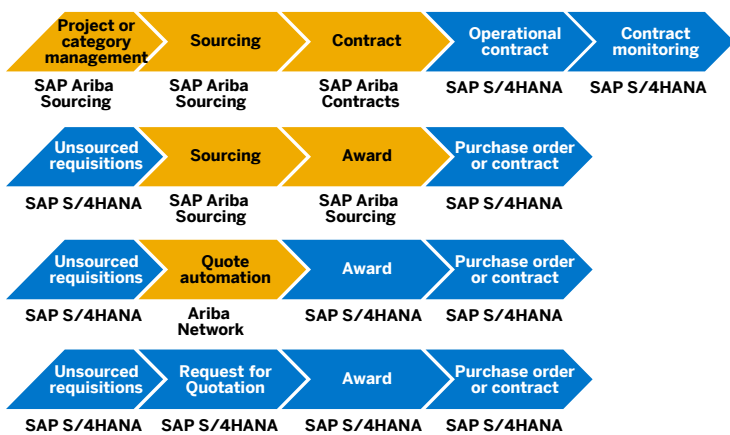 Project or
category
management
Sourcing
Contract
Operational
contract
Contract
monitoring
SAP Ariba
Sourcing
SAP Ariba
Sourcing
SAP Ariba
Contracts
SAP S/4HANA
SAP S/4HANA
Unsourced
requisitions
Sourcing
Award
Purchase order
or contract
SAP S/4HANA
SAP Ariba
Sourcing
SAP Ariba
Sourcing
SAP S/4HANA
Unsourced
requisitions
Quote
automation
Award
Purchase order
or contract
SAP S/4HANA
Ariba
Network
SAP S/4HANA
SAP S/4HANA
Unsourced
requisitions
Request for
Quotation
Award
Purchase order
or contract
SAP S/4HANA
SAP S/4HANA
SAP S/4HANA
SAP S/4HANA